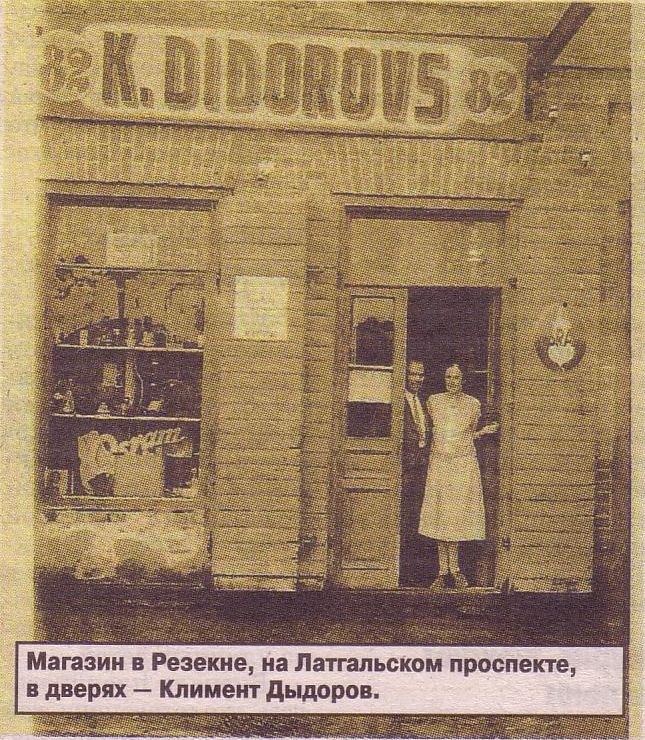 82 K. DIDOROVS 82
Osram
Магазин в Резекне, на Латгальском проспекте,
в дверях — Климент Дыдоров.